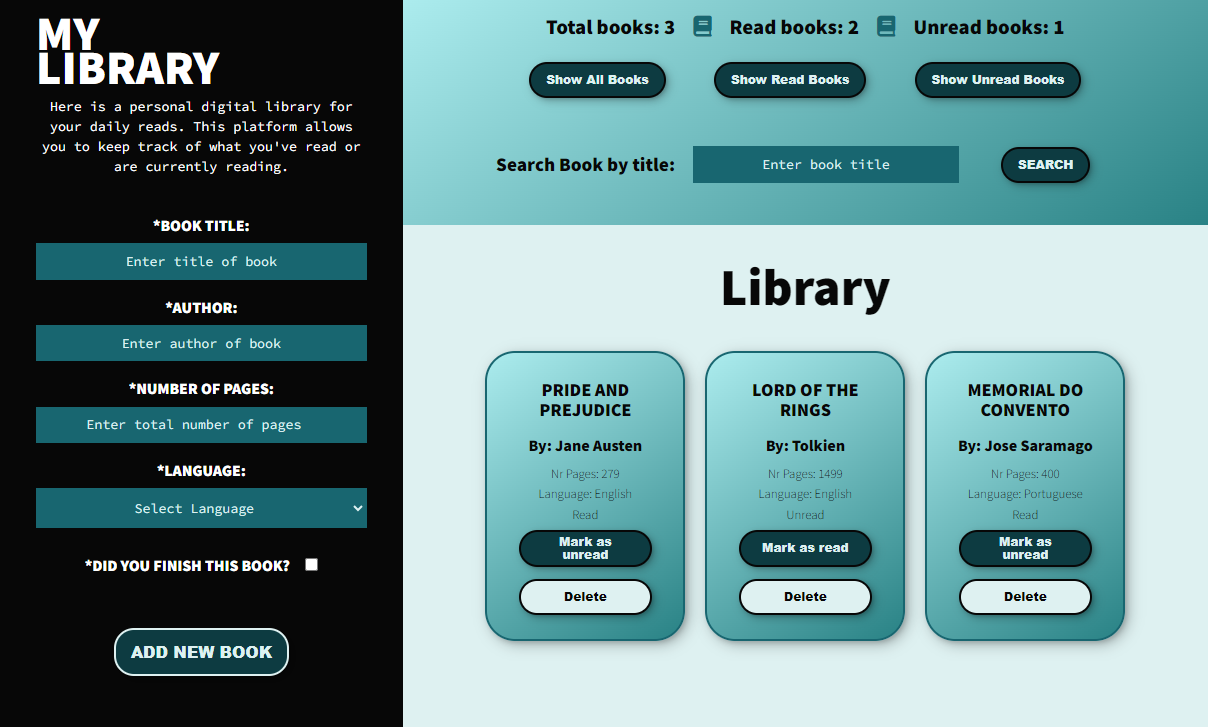 MY
LIBRARY
Here is a personal digital library for
your daily reads. This platform allows
you to keep track of what you've read or
are currently reading.
*BOOK TITLE:
Enter title of book
*AUTHOR:
Enter author of book
*NUMBER OF PAGES:
Enter total number of pages
*LANGUAGE:
Select Language
*DID YOU FINISH THIS BOOK?
ADD NEW BOOK
Total books: 3 Read books: 2 Unread books: 1
Show All Books Show Read Books Show Unread Books
Search Book by title: Enter book title SEARCH
Library
PRIDE AND
PREJUDICE
By: Jane Austen
Nr Pages: 279
Language: English
Read
Mark as
unread
Delete
LORD OF THE
RINGS
By: Tolkien
Nr Pages: 1499
Language: English
Unread
Mark as read
Delete
MEMORIAL DO
CONVENTO
By: Jose Saramago
Nr Pages: 400
Language: Portuguese
Read
Mark as
unread
Delete